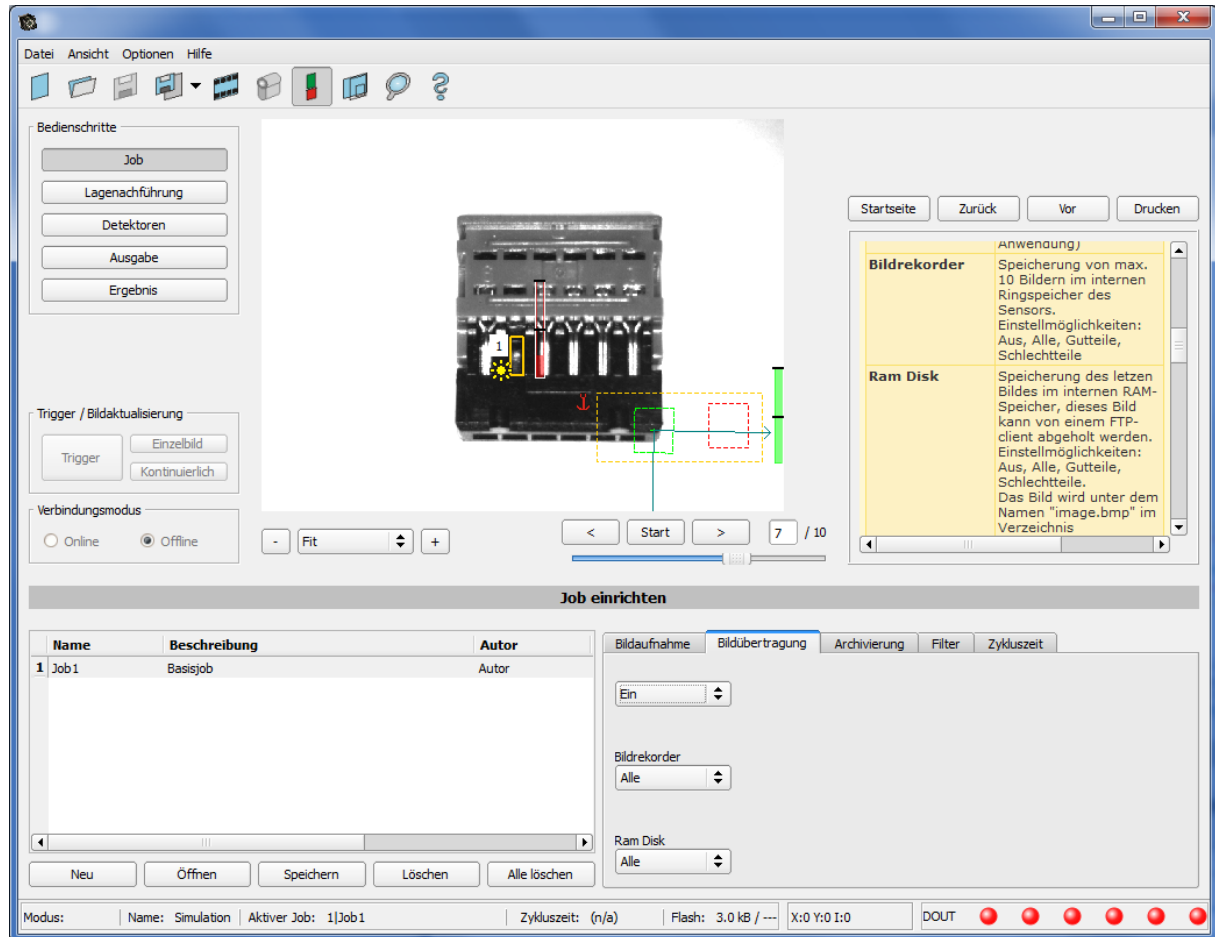 Datei Ansicht Optionen Hilfe
Bedienschritte
Job
Lagenachführung
Detektoren
Ausgabe
Ergebnis
Trigger / Bildaktualisierung
Trigger
Einzelbild
Kontinuierlich
Verbindungsmodus
Online
Offline
1
- Fit +
< Start > 7 / 10
Startseite Zurück Vor Drucken
Anwendung)
Bildrekorder
Speicherung von max.
10 Bildern im internen
Ringspeicher des
Sensors.
Einstellmöglichkeiten:
Aus, Alle, Gutteile,
Schlechtteile
Ram Disk
Speicherung des letzen
Bildes im internen RAM-
Speicher, dieses Bild
kann von einem FTP-
client abgeholt werden.
Einstellmöglichkeiten:
Aus, Alle, Gutteile,
Schlechtteile.
Das Bild wird unter dem
Namen "image.bmp" im
Verzeichnis
Job einrichten
Name Beschreibung Autor
1 Job1 Basisjob Autor
Neu Öffnen Speichern Löschen Alle löschen
Bildaufnahme Bildübertragung Archivierung Filter Zykluszeit
Ein
Bildrekorder
Alle
Ram Disk
Alle
Modus: Name: Simulation Aktiver Job: 1|Job1 Zykluszeit: (n/a) Flash: 3.0 kB / --- X:0 Y:0 I:0 DOUT